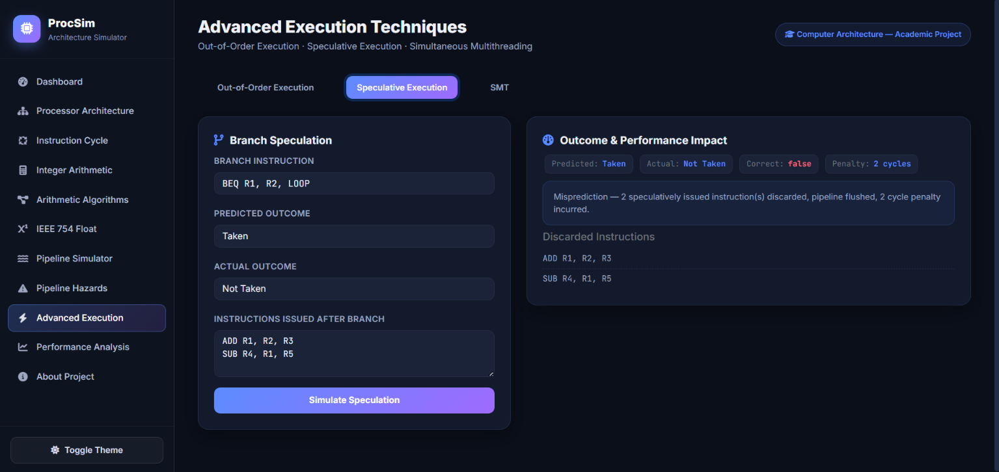 ProcSim
Architecture Simulator
Dashboard
Processor Architecture
Instruction Cycle
Integer Arithmetic
Arithmetic Algorithms
IEEE 754 Float
Pipeline Simulator
Pipeline Hazards
Advanced Execution
Performance Analysis
About Project
Toggle Theme
Advanced Execution Techniques
Out-of-Order Execution · Speculative Execution · Simultaneous Multithreading
Computer Architecture — Academic Project
Out-of-Order Execution
Speculative Execution
SMT
Branch Speculation
BRANCH INSTRUCTION
BEQ R1, R2, LOOP
PREDICTED OUTCOME
Taken
ACTUAL OUTCOME
Not Taken
INSTRUCTIONS ISSUED AFTER BRANCH
ADD R1, R2, R3
SUB R4, R1, R5
Simulate Speculation
Outcome & Performance Impact
Predicted: Taken
Actual: Not Taken
Correct: false
Penalty: 2 cycles
Misprediction — 2 speculatively issued instruction(s) discarded, pipeline flushed, 2 cycle penalty
incurred.
Discarded Instructions
ADD R1, R2, R3
SUB R4, R1, R5